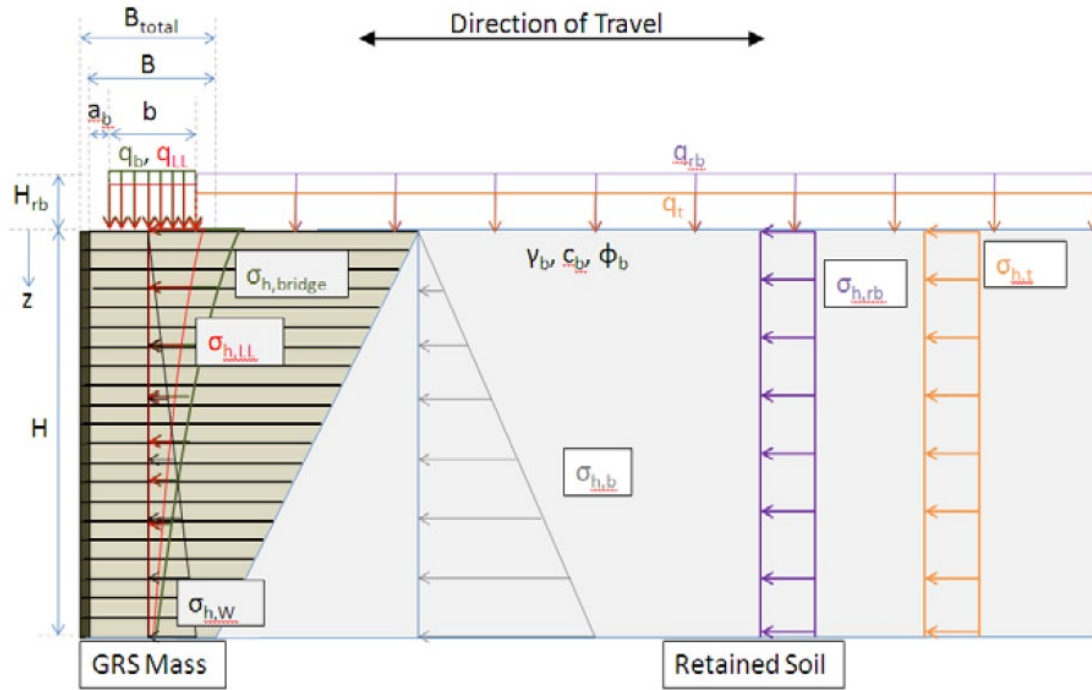 B_total
Direction of Travel
B
a_b
b
q_b, q_LL
q_rb
H_rb
q_t
γ_b, c_b, ϕ_b
z
σ_h,bridge
σ_h,rb
σ_h,t
σ_h,LL
H
σ_h,b
σ_h,W
GRS Mass
Retained Soil